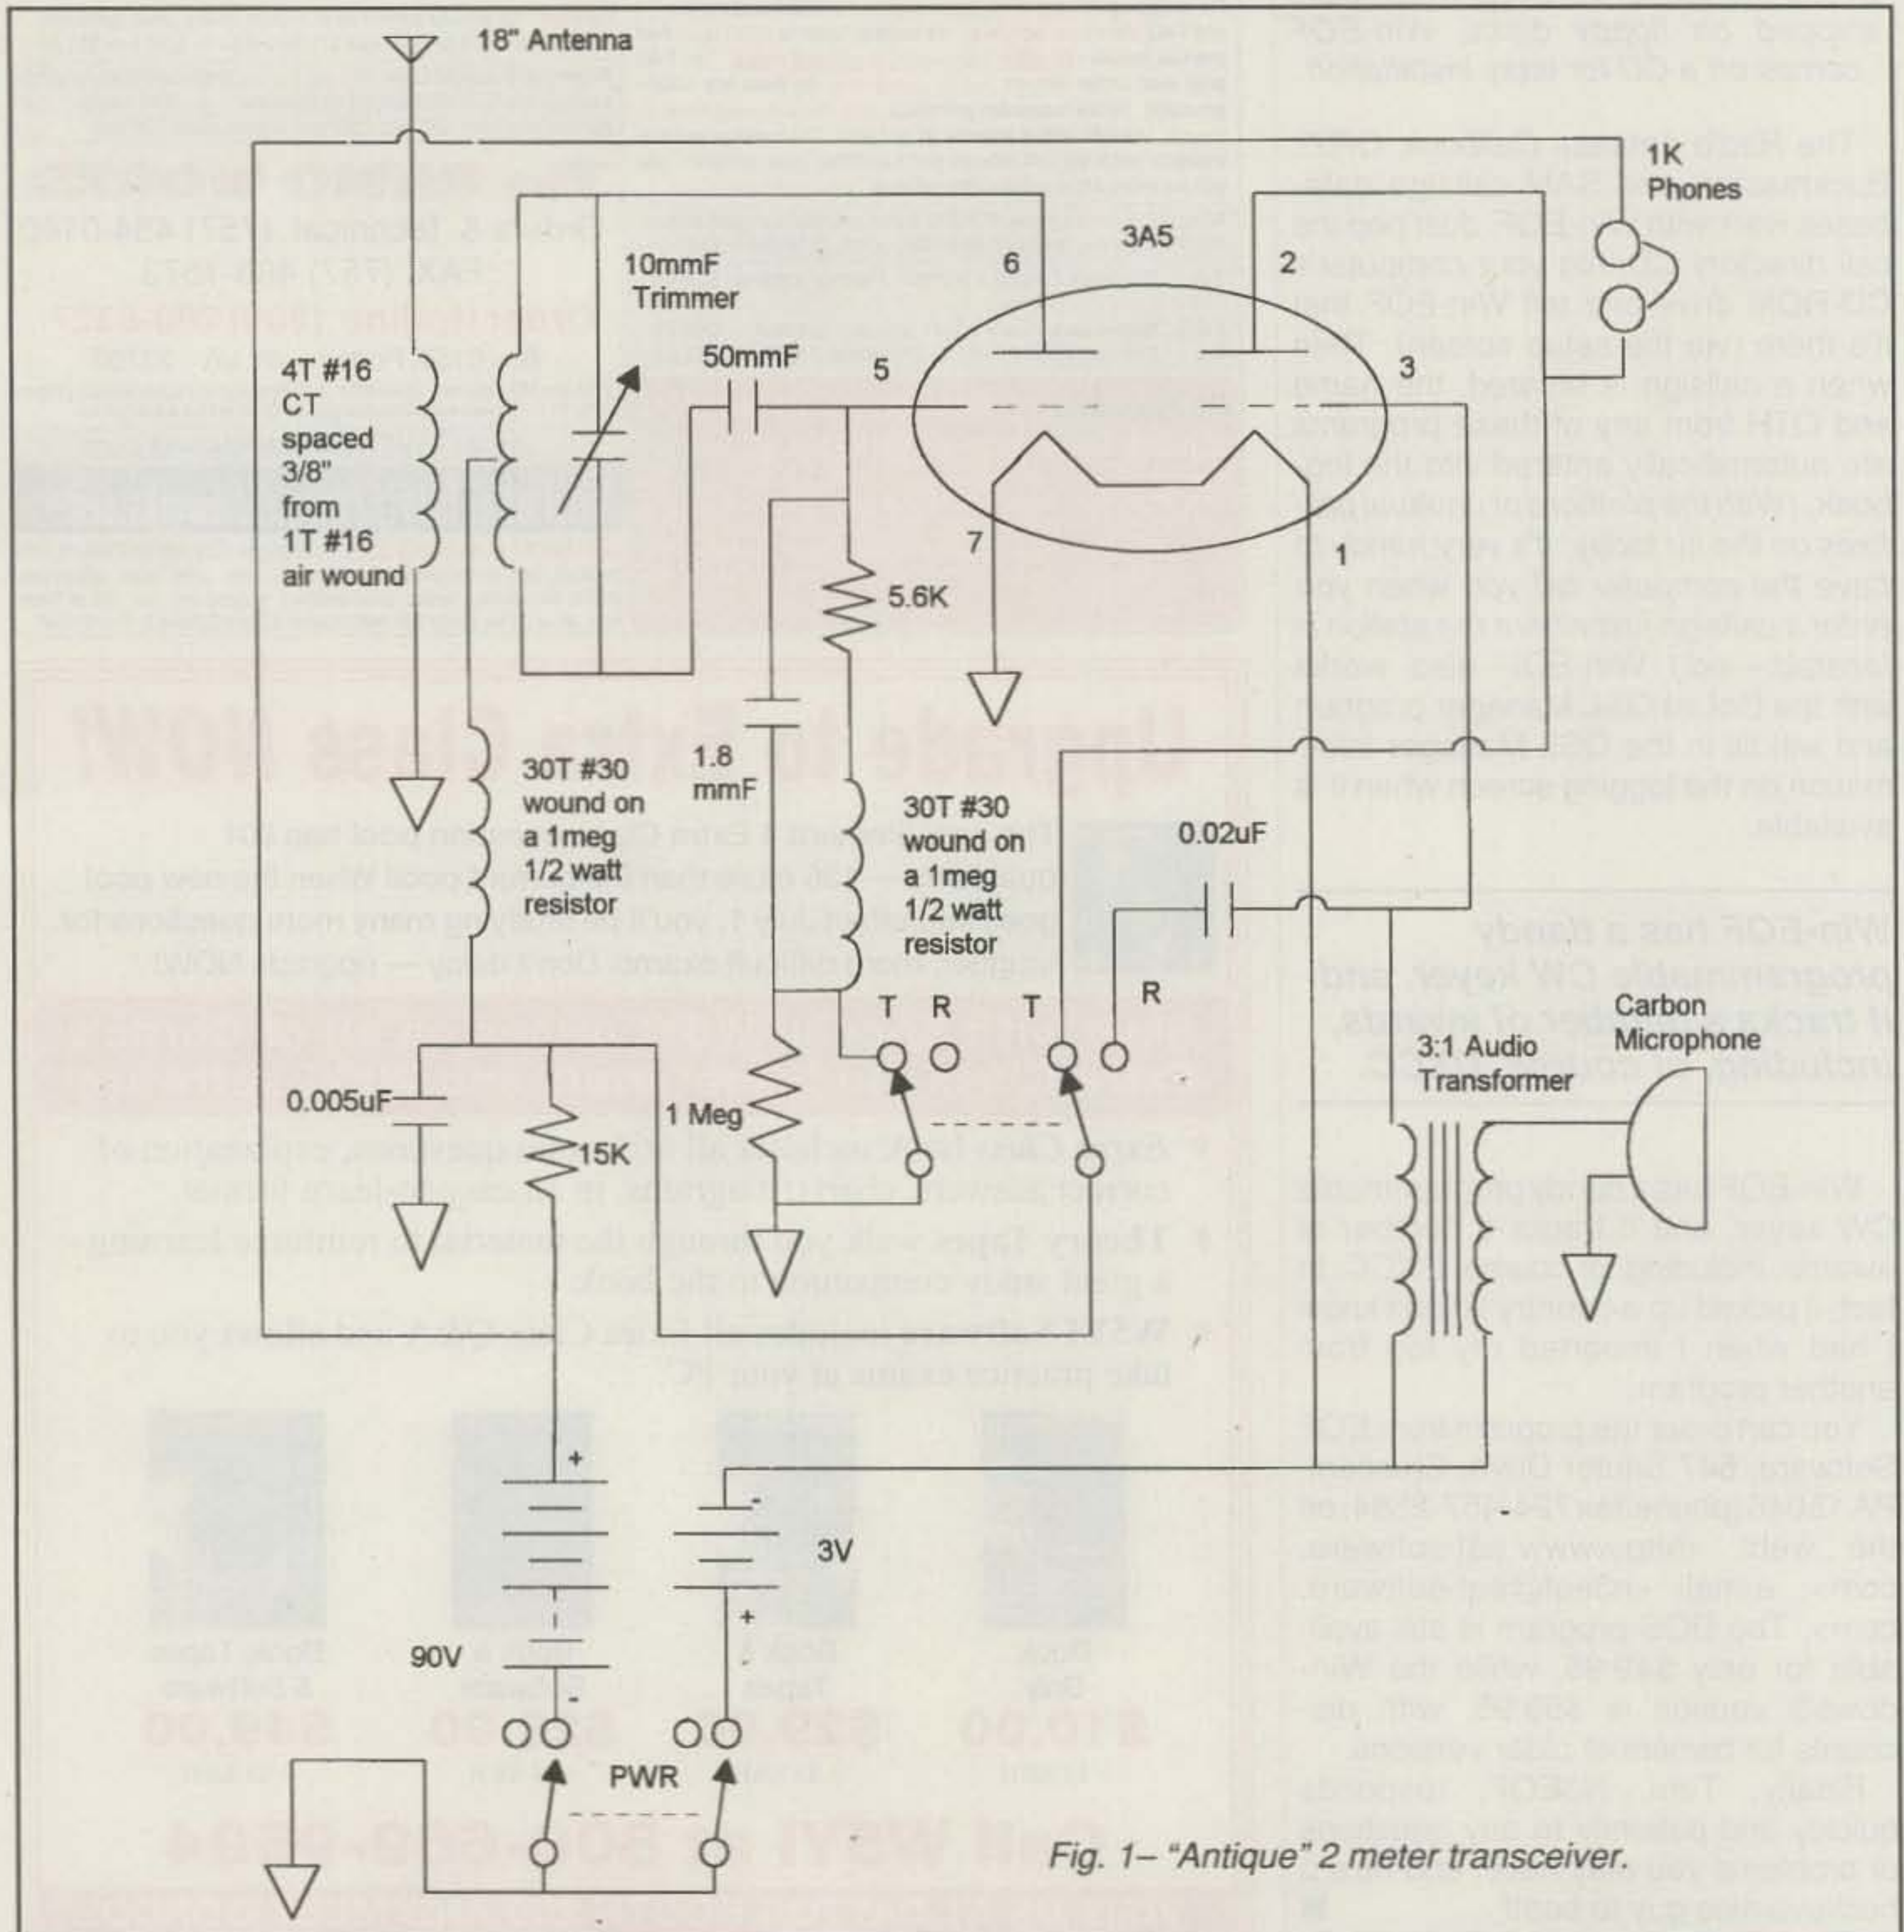 18" Antenna
1K
Phones
3A5
6
2
10mmF
Trimmer
50mmF
5
3
4T #16
CT
spaced
3/8"
from
1T #16
air wound
7
1
5.6K
30T #30
wound on
a 1meg
1/2 watt
resistor
1.8
mmF
30T #30
wound on
a 1meg
1/2 watt
resistor
0.02uF
T
R
T
R
Carbon
Microphone
3:1 Audio
Transformer
0.005uF
15K
1 Meg
+
-
3V
+
90V
-
PWR
Fig. 1– “Antique” 2 meter transceiver.